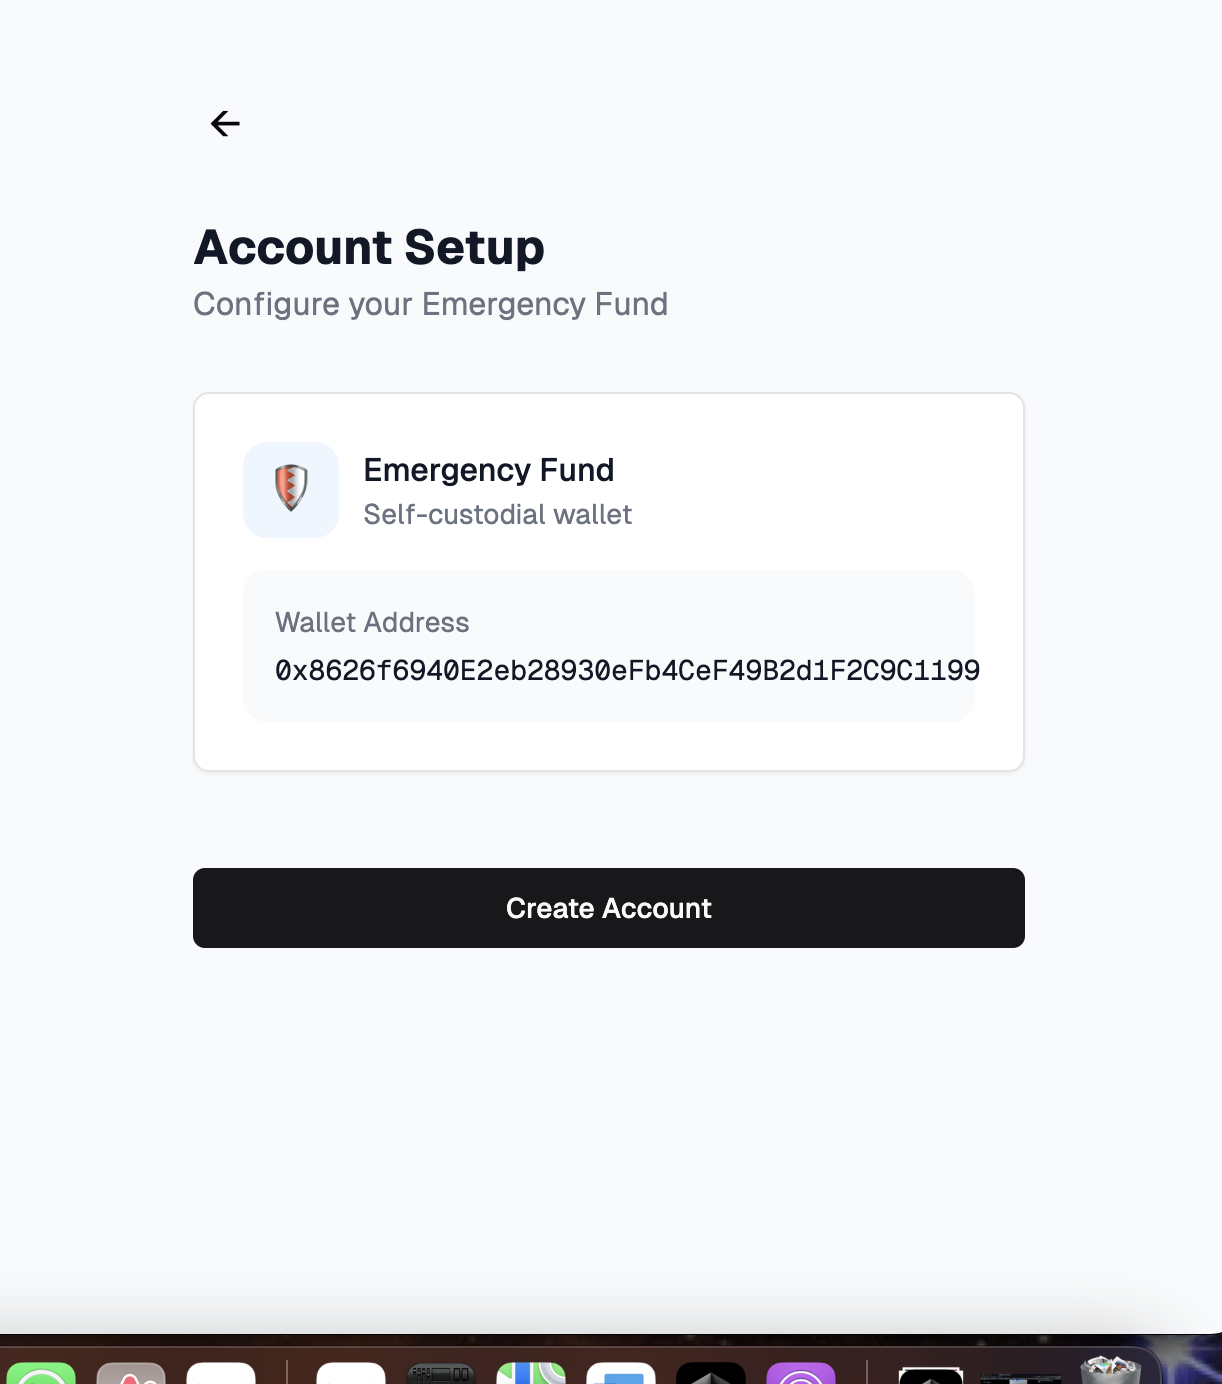 Account Setup
Configure your Emergency Fund
Emergency Fund
Self-custodial wallet
Wallet Address
0x8626f6940E2eb28930eFb4CeF49B2d1F2C9C1199
Create Account